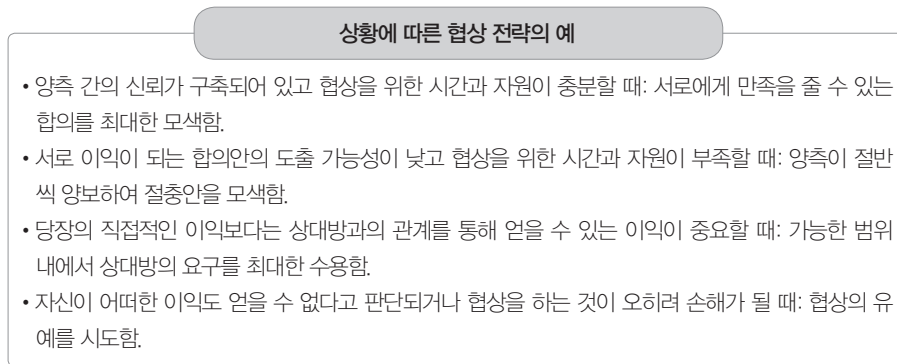 상황에 따른 협상 전략의 예
• 양측 간의 신뢰가 구축되어 있고 협상을 위한 시간과 자원이 충분할 때: 서로에게 만족을 줄 수 있는
합의를 최대한 모색함.
• 서로 이익이 되는 합의안의 도출 가능성이 낮고 협상을 위한 시간과 자원이 부족할 때: 양측이 절반
씩 양보하여 절충안을 모색함.
• 당장의 직접적인 이익보다는 상대방과의 관계를 통해 얻을 수 있는 이익이 중요할 때: 가능한 범위
내에서 상대방의 요구를 최대한 수용함.
• 자신이 어떠한 이익도 얻을 수 없다고 판단되거나 협상을 하는 것이 오히려 손해가 될 때: 협상의 유
예를 시도함.